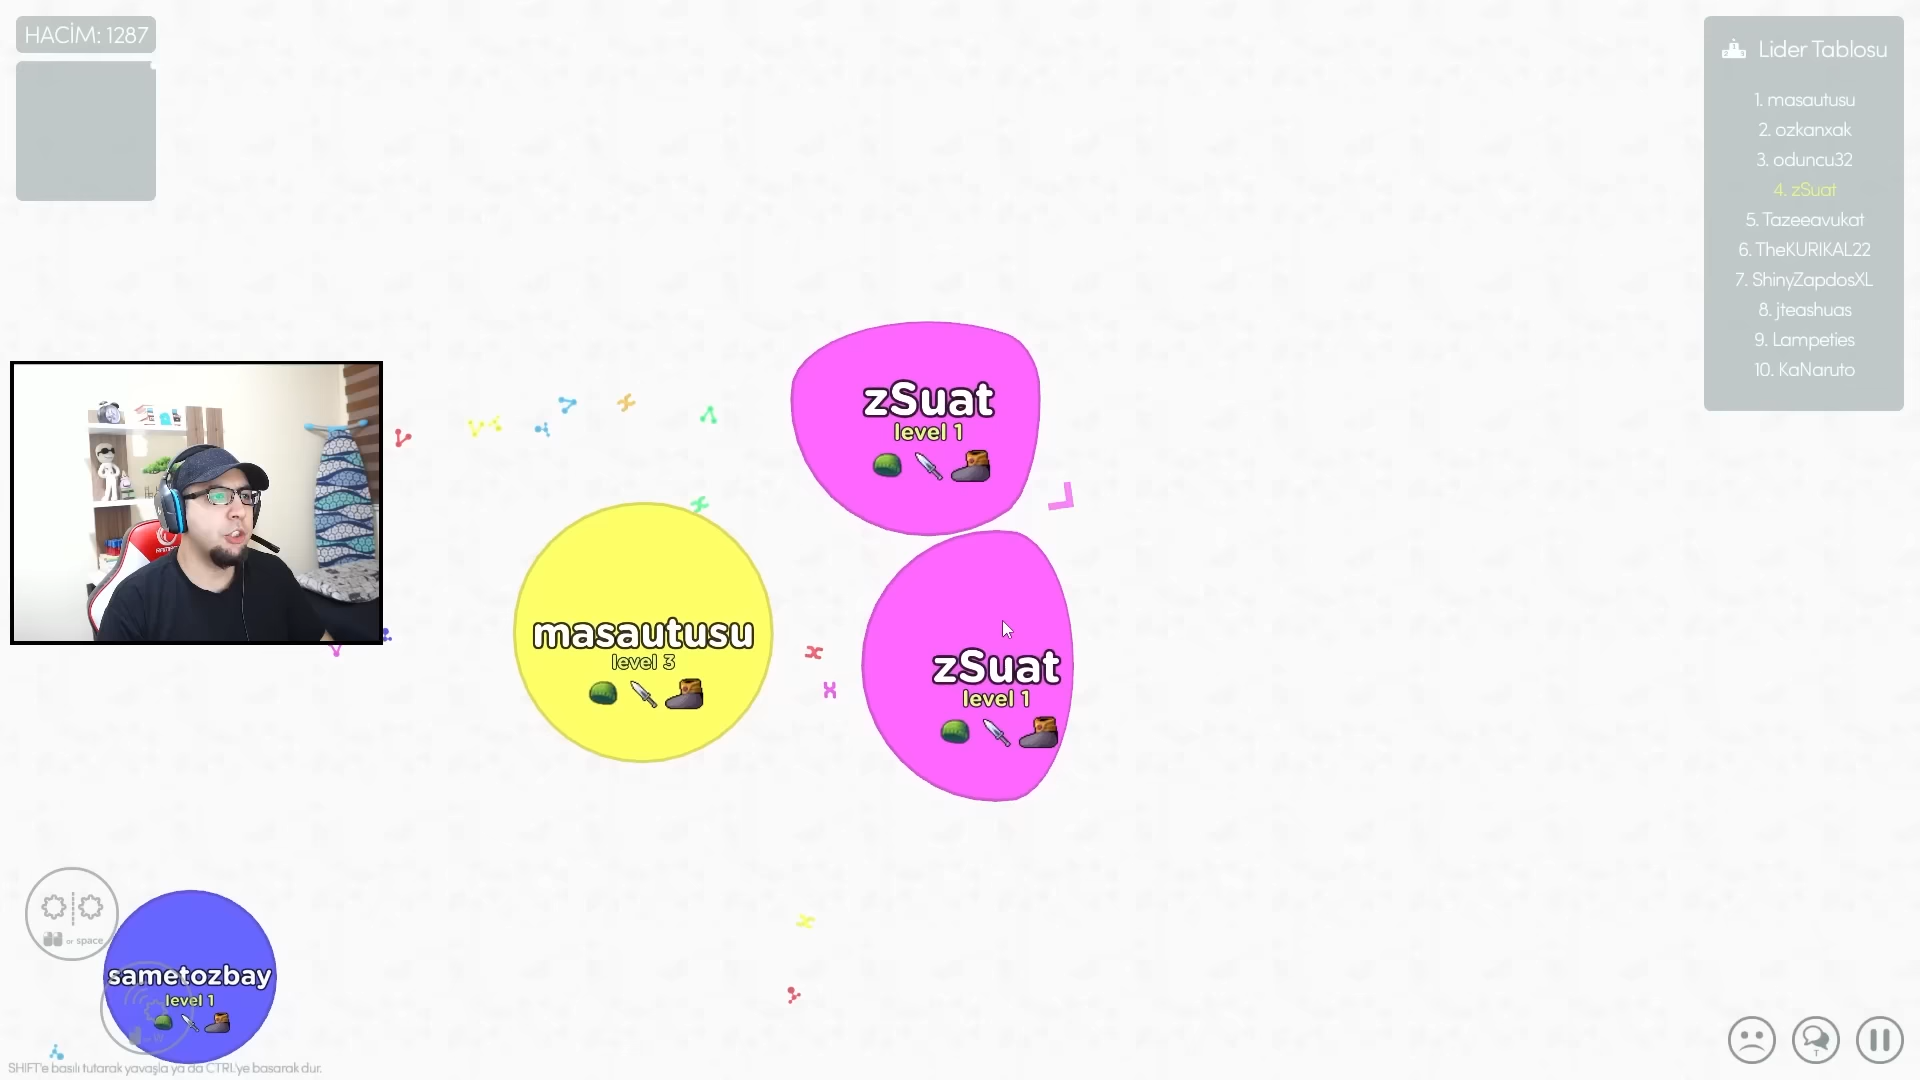 HACİM: 1287
Lider Tablosu
1. masautusu
2. ozkanxak
3. oduncu32
4. zSuat
5. Tazeeavukat
6. TheKURIKAL22
7. ShinyZapdosXL
8. jteashuas
9. Lampeties
10. KaNaruto
zSuat
level 1
masautusu
level 3
zSuat
level 1
or space
sametozbay
level 1
T
SHIFT'e basılı tutarak yavaşla ya da CTRL'ye basarak dur.